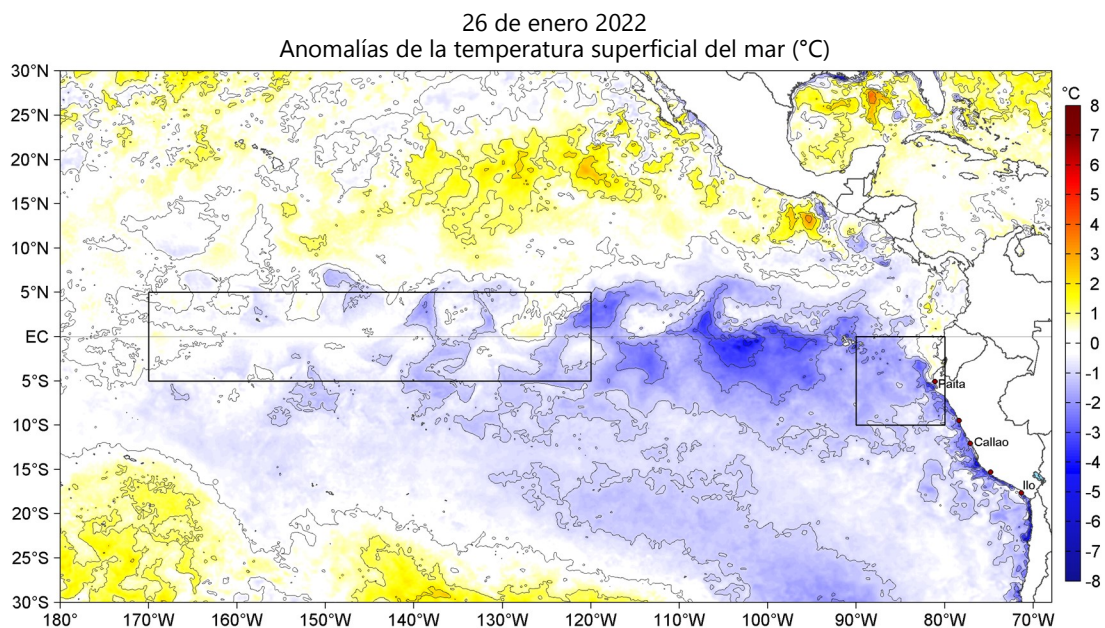 26 de enero 2022
Anomalías de la temperatura superficial del mar (°C)
30°N
25°N
20°N
15°N
10°N
5°N
EC
5°S
10°S
15°S
20°S
25°S
30°S
180°W
170°W
160°W
150°W
140°W
130°W
120°W
110°W
100°W
90°W
80°W
70°W
Paita
Callao
Ilo
°C
8
7
6
5
4
3
2
1
0
-1
-2
-3
-4
-5
-6
-7
-8